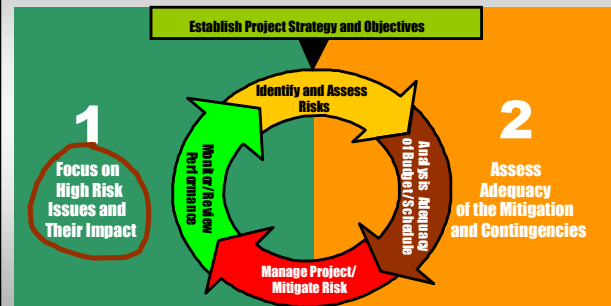 Establish Project Strategy and Objectives
Identify and Assess
Risks
1
Focus on
High Risk
Issues and
Their Impact
Monitor/Review
Performance
Analysis Adequacy
of Budget/Schedule
2
Assess
Adequacy
of the Mitigation
and Contingencies
Manage Project/
Mitigate Risk